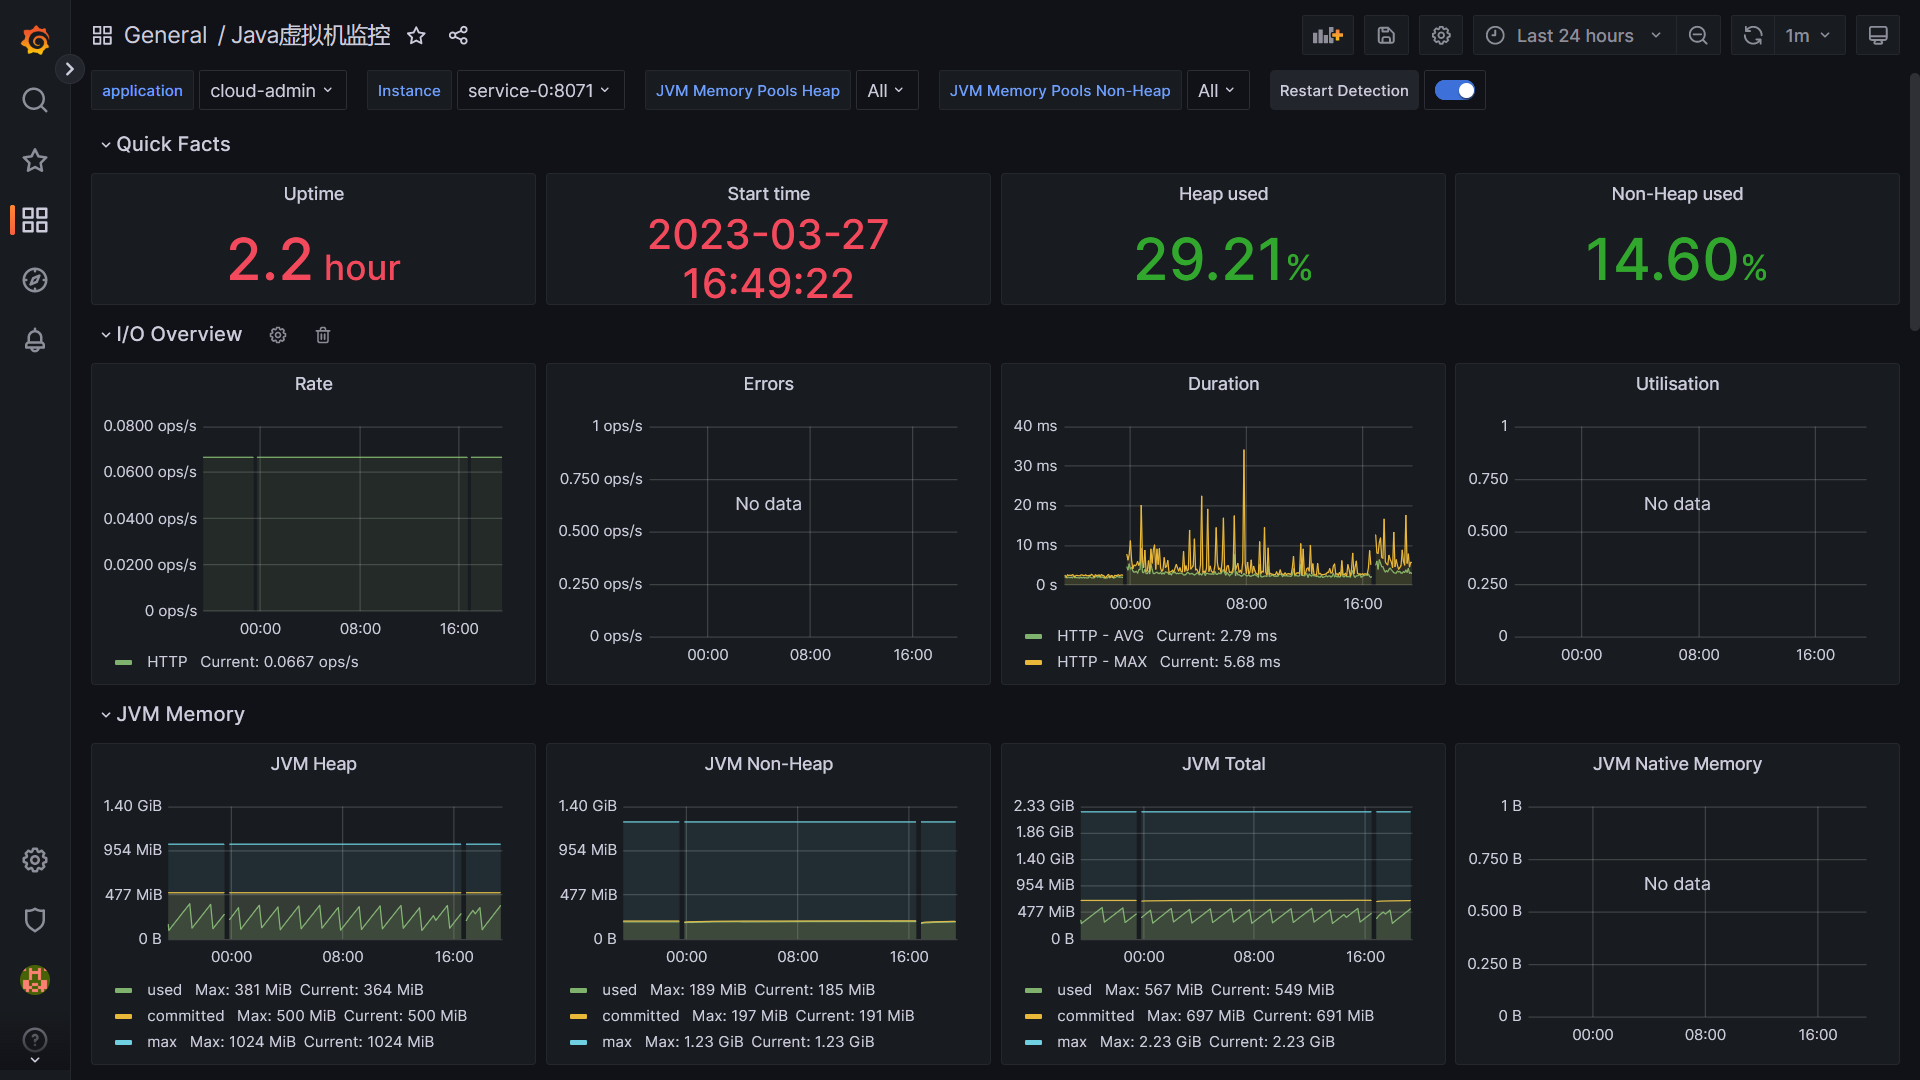 General / Java虚拟机监控
Last 24 hours
1m
application
cloud-admin
Instance
service-0:8071
JVM Memory Pools Heap
All
JVM Memory Pools Non-Heap
All
Restart Detection
Quick Facts
Uptime
2.2 hour
Start time
2023-03-27
16:49:22
Heap used
29.21%
Non-Heap used
14.60%
I/O Overview
Rate
0.0800 ops/s
0.0600 ops/s
0.0400 ops/s
0.0200 ops/s
0 ops/s
00:00 08:00 16:00
HTTP Current: 0.0667 ops/s
Errors
1 ops/s
0.750 ops/s
No data
0.500 ops/s
0.250 ops/s
0 ops/s
00:00 08:00 16:00
Duration
40 ms
30 ms
20 ms
10 ms
0 s
00:00 08:00 16:00
HTTP - AVG Current: 2.79 ms
HTTP - MAX Current: 5.68 ms
Utilisation
1
0.750
No data
0.500
0.250
0
00:00 08:00 16:00
JVM Memory
JVM Heap
1.40 GiB
954 MiB
477 MiB
0 B
00:00 08:00 16:00
used Max: 381 MiB Current: 364 MiB
committed Max: 500 MiB Current: 500 MiB
max Max: 1024 MiB Current: 1024 MiB
JVM Non-Heap
1.40 GiB
954 MiB
477 MiB
0 B
00:00 08:00 16:00
used Max: 189 MiB Current: 185 MiB
committed Max: 197 MiB Current: 191 MiB
max Max: 1.23 GiB Current: 1.23 GiB
JVM Total
2.33 GiB
1.86 GiB
1.40 GiB
954 MiB
477 MiB
0 B
00:00 08:00 16:00
used Max: 567 MiB Current: 549 MiB
committed Max: 697 MiB Current: 691 MiB
max Max: 2.23 GiB Current: 2.23 GiB
JVM Native Memory
1 B
0.750 B
No data
0.500 B
0.250 B
0 B
00:00 08:00 16:00